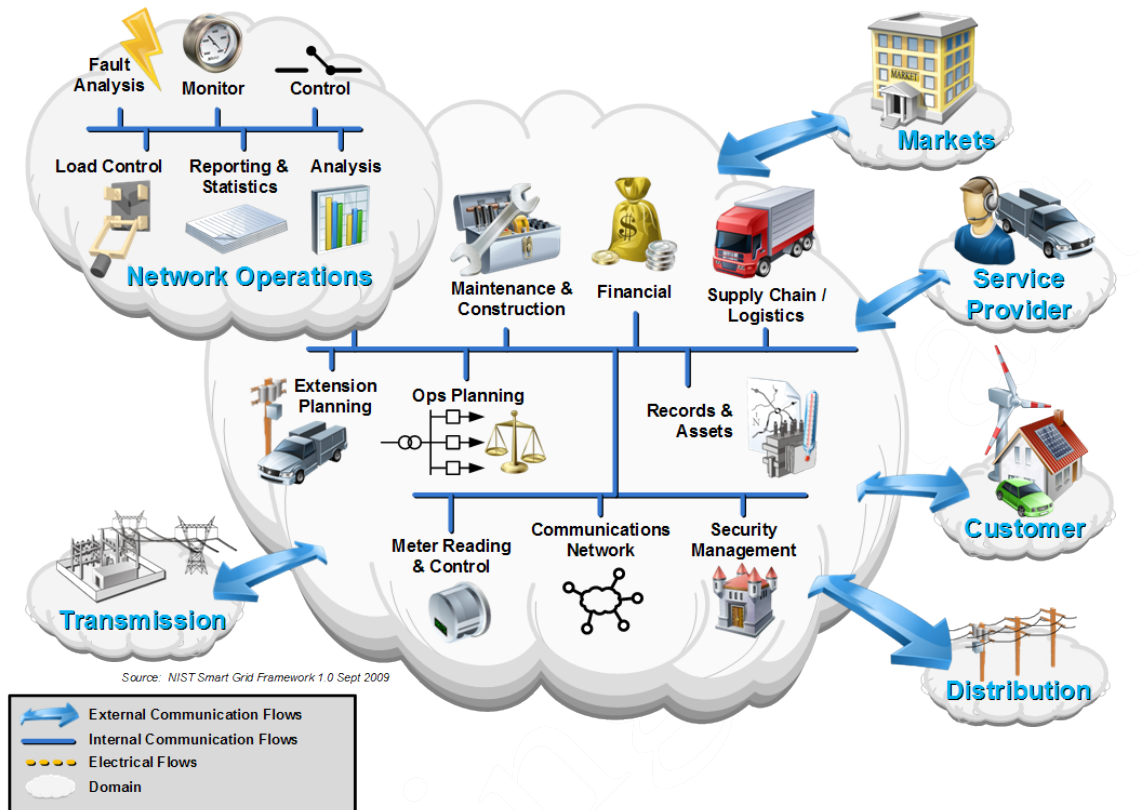 Fault
Analysis
Monitor
Control
Load Control
Reporting &
Statistics
Analysis
Network Operations
MARKET
Markets
Maintenance &
Construction
Financial
$
Supply Chain /
Logistics
Service
Provider
Extension
Planning
Ops Planning
Records &
Assets
N
Customer
Meter Reading
& Control
Communications
Network
Security
Management
Transmission
Distribution
Source: NIST Smart Grid Framework 1.0 Sept 2009
External Communication Flows
Internal Communication Flows
Electrical Flows
Domain